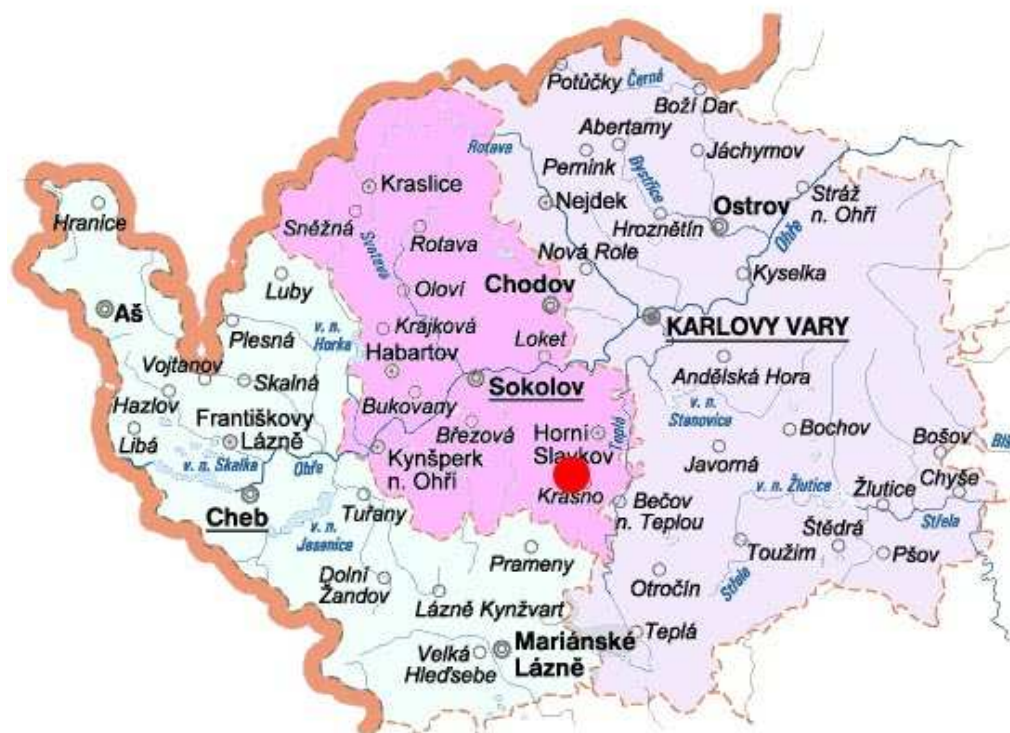 Potůčky
Černá
Boží Dar
Abertamy
Rotava
Pernink
Jáchymov
Bystřice
Kraslice
Nejdek
Stráž
n. Ohří
Hranice
Sněžná
Rotava
Hroznětín
Ostrov
Ohře
Svatava
Nová Role
Kyselka
Luby
Oloví
Chodov
Aš
Plesná
v. n.
Horka
Krajková
KARLOVY VARY
Habartov
Loket
Vojtanov
Skalná
Sokolov
Andělská Hora
Hazlov
Františkovy
Lázně
Bukovany
v. n.
Stanovice
Libá
Březová
Horni
Slavkov
Teplá
Bochov
Bošov
v. n. Skalka
Ohře
Kynšperk
n. Ohří
Javorná
Chyše
Krásno
v. n. Žlutice
Žlutice
Cheb
Tuřany
Bečov
n. Teplou
Střela
v. n.
Jesenice
Štědrá
Toužim
Pšov
Prameny
Dolní
Žandov
Otročín
Střela
Lázně Kynžvart
Teplá
Velká
Hleďsebe
Mariánské
Lázně